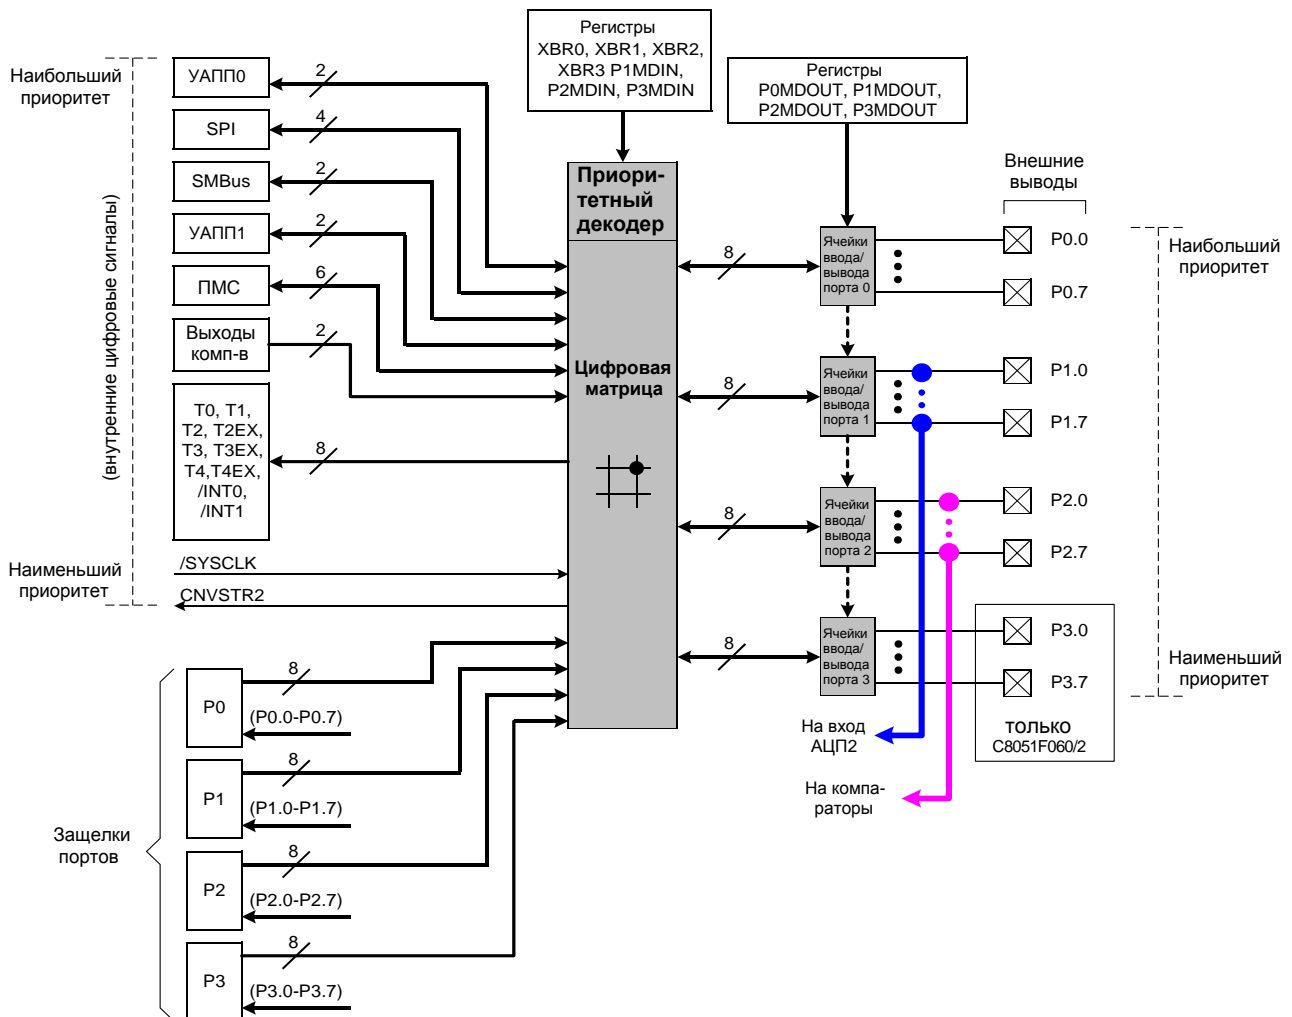 Регистры
XBR0, XBR1, XBR2,
XBR3 P1MDIN,
P2MDIN, P3MDIN
Регистры
P0MDOUT, P1MDOUT,
P2MDOUT, P3MDOUT
Наибольший
приоритет
(внутренние цифровые сигналы)
Наименьший
приоритет
УАПП0
2
SPI
4
SMBus
2
УАПП1
2
ПМС
6
Выходы
комп-в
2
T0, T1,
T2, T2EX,
T3, T3EX,
T4,T4EX,
/INT0,
/INT1
8
/SYSCLK
CNVSTR2
Приори-
тетный
декодер
Цифровая
матрица
8
8
8
8
Ячейки
ввода/
вывода
порта 0
Ячейки
ввода/
вывода
порта 1
Ячейки
ввода/
вывода
порта 2
Ячейки
ввода/
вывода
порта 3
Внешние
выводы
P0.0
P0.7
P1.0
P1.7
P2.0
P2.7
P3.0
P3.7
ТОЛЬКО
C8051F060/2
Наибольший
приоритет
Наименьший
приоритет
На вход
АЦП2
На компа-
раторы
Защелки
портов
P0
8
(P0.0-P0.7)
P1
8
(P1.0-P1.7)
P2
8
(P2.0-P2.7)
P3
8
(P3.0-P3.7)